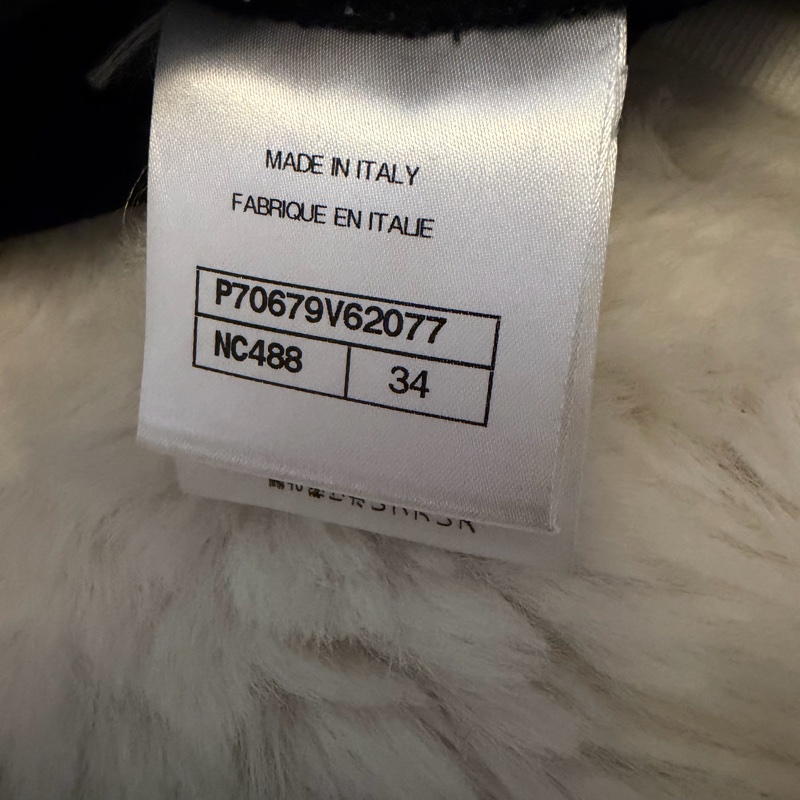 MADE IN ITALY
FABRIQUE EN ITALIE
P70679V62077
NC488 34